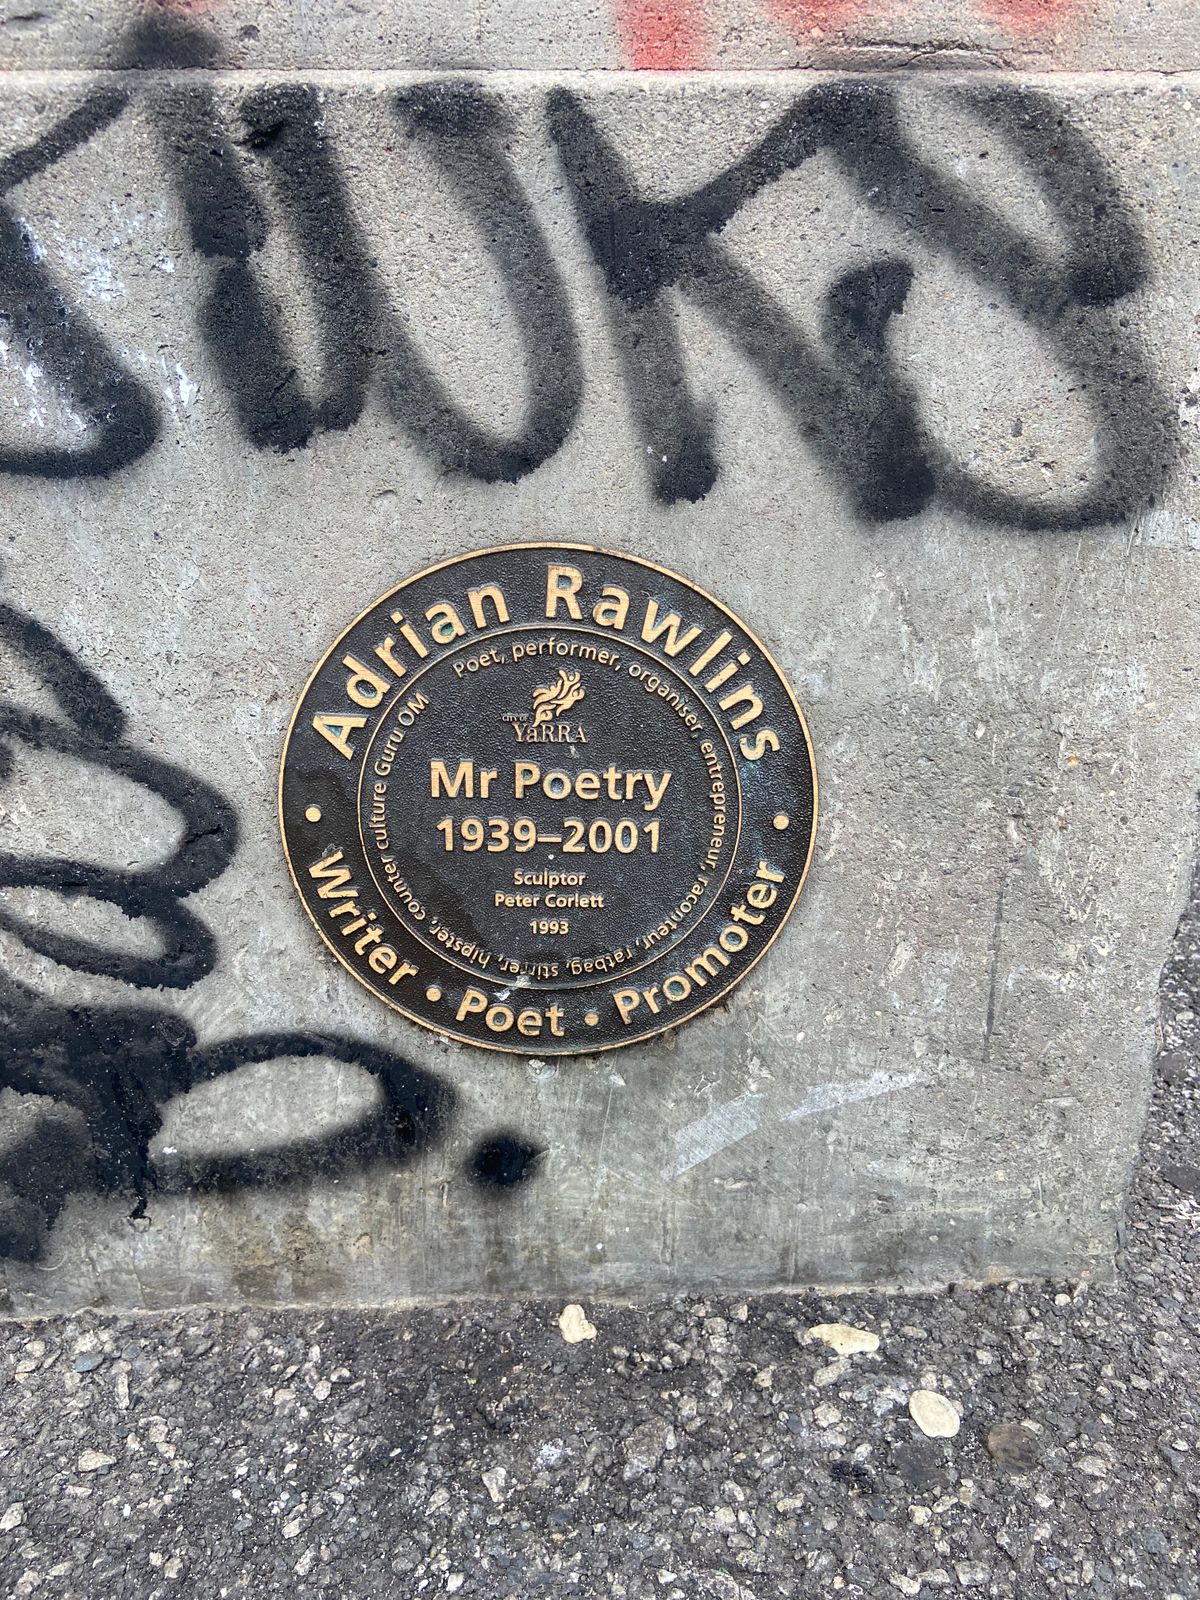 Adrian Rawlins
Poet, performer, organiser, entrepreneur, raconteur, ratbag, stirrer, hipster, counter culture Guru OM
CITY OF
YaRRA
Mr Poetry
1939–2001
Sculptor
Peter Corlett
1993
Writer • Poet • Promoter